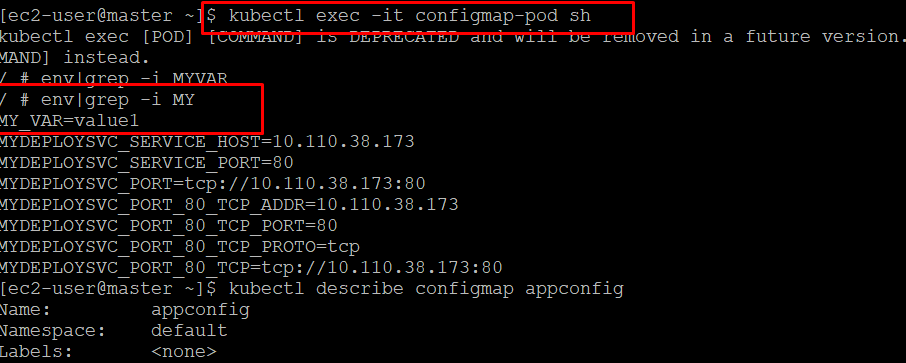 [ec2-user@master ~]$ kubectl exec -it configmap-pod sh
kubectl exec [POD] [COMMAND] is DEPRECATED and will be removed in a future version.
MAND] instead.
/ # env|grep -i MYVAR
/ # env|grep -i MY
MY_VAR=value1
MYDEPLOYSVC_SERVICE_HOST=10.110.38.173
MYDEPLOYSVC_SERVICE_PORT=80
MYDEPLOYSVC_PORT=tcp://10.110.38.173:80
MYDEPLOYSVC_PORT_80_TCP_ADDR=10.110.38.173
MYDEPLOYSVC_PORT_80_TCP_PORT=80
MYDEPLOYSVC_PORT_80_TCP_PROTO=tcp
MYDEPLOYSVC_PORT_80_TCP=tcp://10.110.38.173:80
[ec2-user@master ~]$ kubectl describe configmap appconfig
Name: appconfig
Namespace: default
Labels: <none>